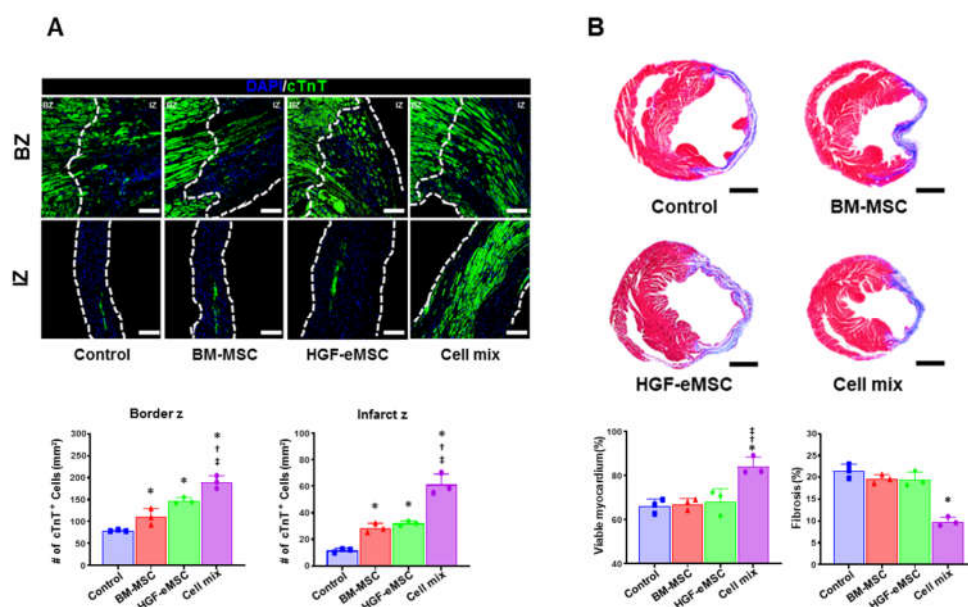 A
DAPI/cTnT
BZ
BZ IZ
BZ IZ
BZ IZ
BZ IZ
IZ
Control BM-MSC HGF-eMSC Cell mix
Border z
# of cTnT⁺ Cells (mm²)
250
200
150
100
50
0
*
*
*
†
‡
Control BM-MSC HGF-eMSC Cell mix
Infarct z
# of cTnT⁺ Cells (mm²)
100
80
60
40
20
0
*
*
*
†
‡
Control BM-MSC HGF-eMSC Cell mix
B
Control BM-MSC
HGF-eMSC Cell mix
Viable myocardium(%)
100
80
60
‡
†
*
Control BM-MSC HGF-eMSC Cell mix
Fibrosis (%)
30
25
20
15
10
5
0
*
Control BM-MSC HGF-eMSC Cell mix